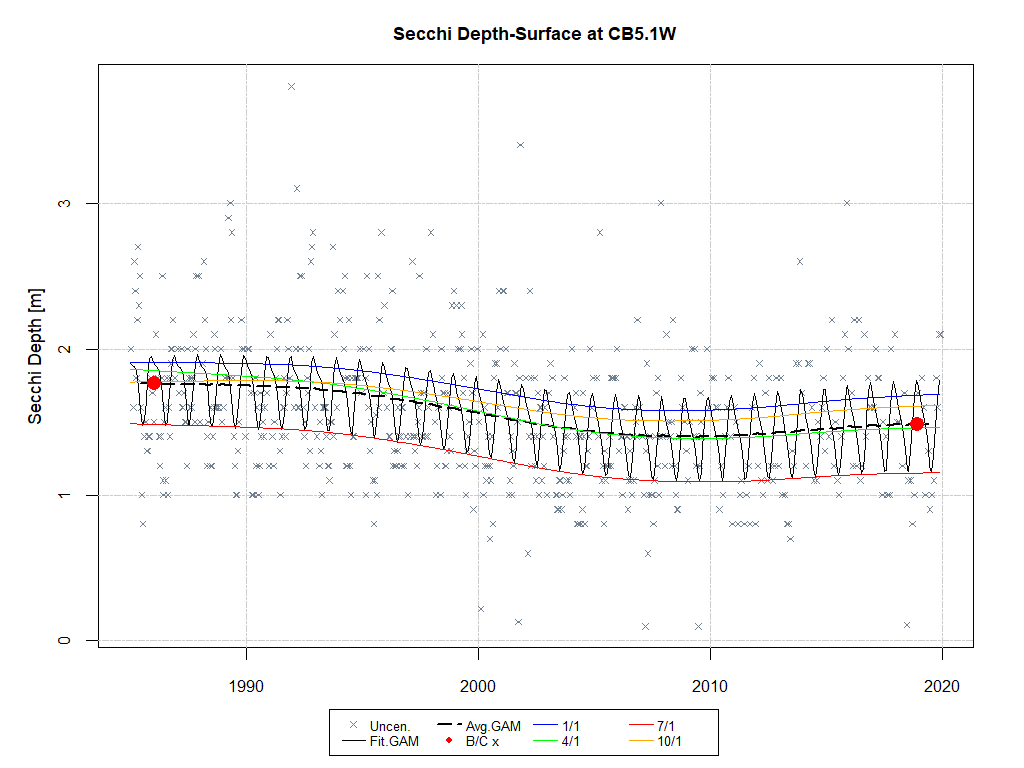 Secchi Depth-Surface at CB5.1W
Secchi Depth [m]
3
2
1
0
1990 2000 2010 2020
Uncen. Avg.GAM 1/1 7/1
Fit.GAM B/C x 4/1 10/1